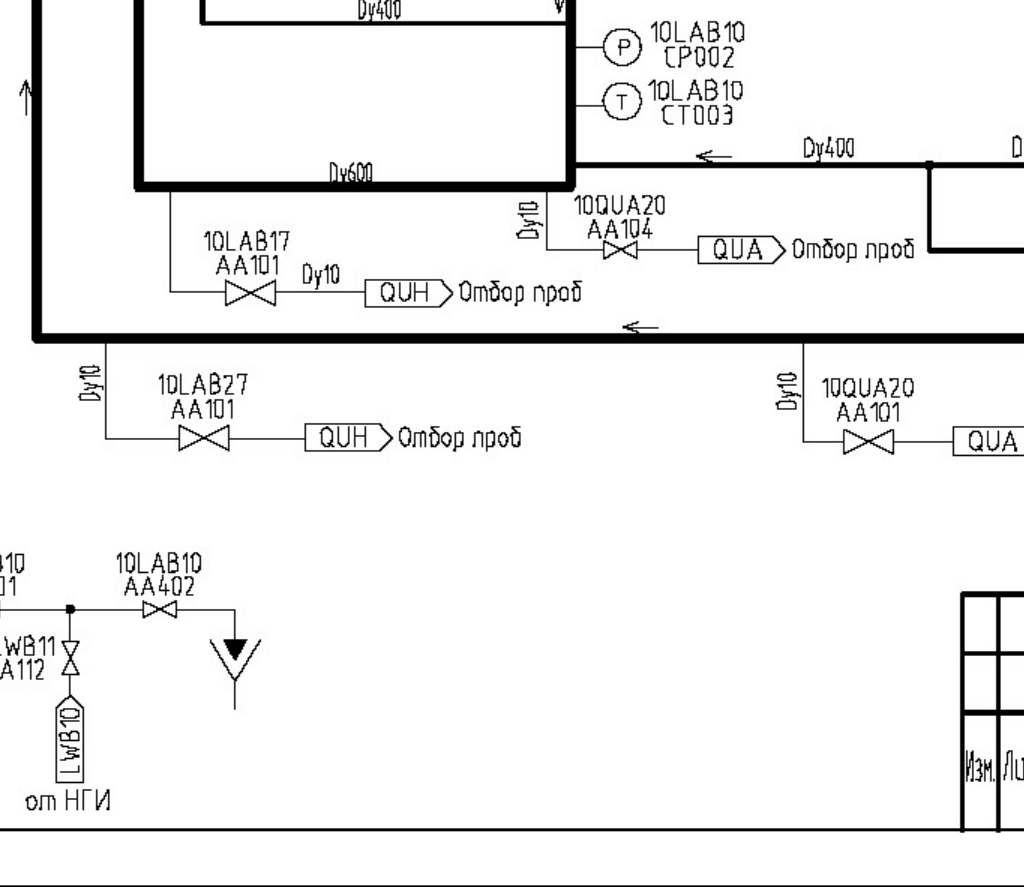 Dy400
10LAB10
CP002
P
10LAB10
CT003
T
Dy400
D
Dy600
Dy10
10QUA20
AA104
QUA
Отбор проб
10LAB17
AA101
Dy10
QUH
Отбор проб
Dy10
10LAB27
AA101
QUH
Отбор проб
Dy10
10QUA20
AA101
QUA
10
01
10LAB10
AA402
LWB11
A112
LWB10
от НГИ
Изм.
Ли